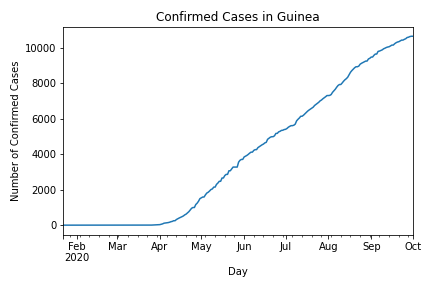 Confirmed Cases in Guinea
Number of Confirmed Cases
10000
8000
6000
4000
2000
0
Feb Mar Apr May Jun Jul Aug Sep Oct
2020
Day